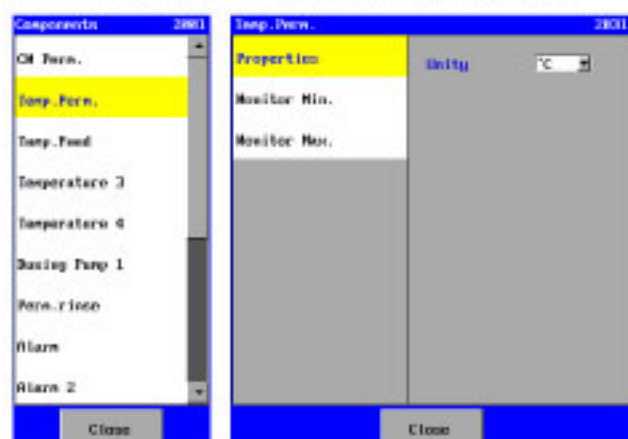 Components 2001
CM Perm.
Temp.Perm.
Temp.Feed
Temperature 3
Temperature 4
Dosing Pump 1
Perm.rinse
Alarm
Alarm 2
Close
Temp.Perm. 2031
Properties
Monitor Min.
Monitor Max.
Unity °C
Close